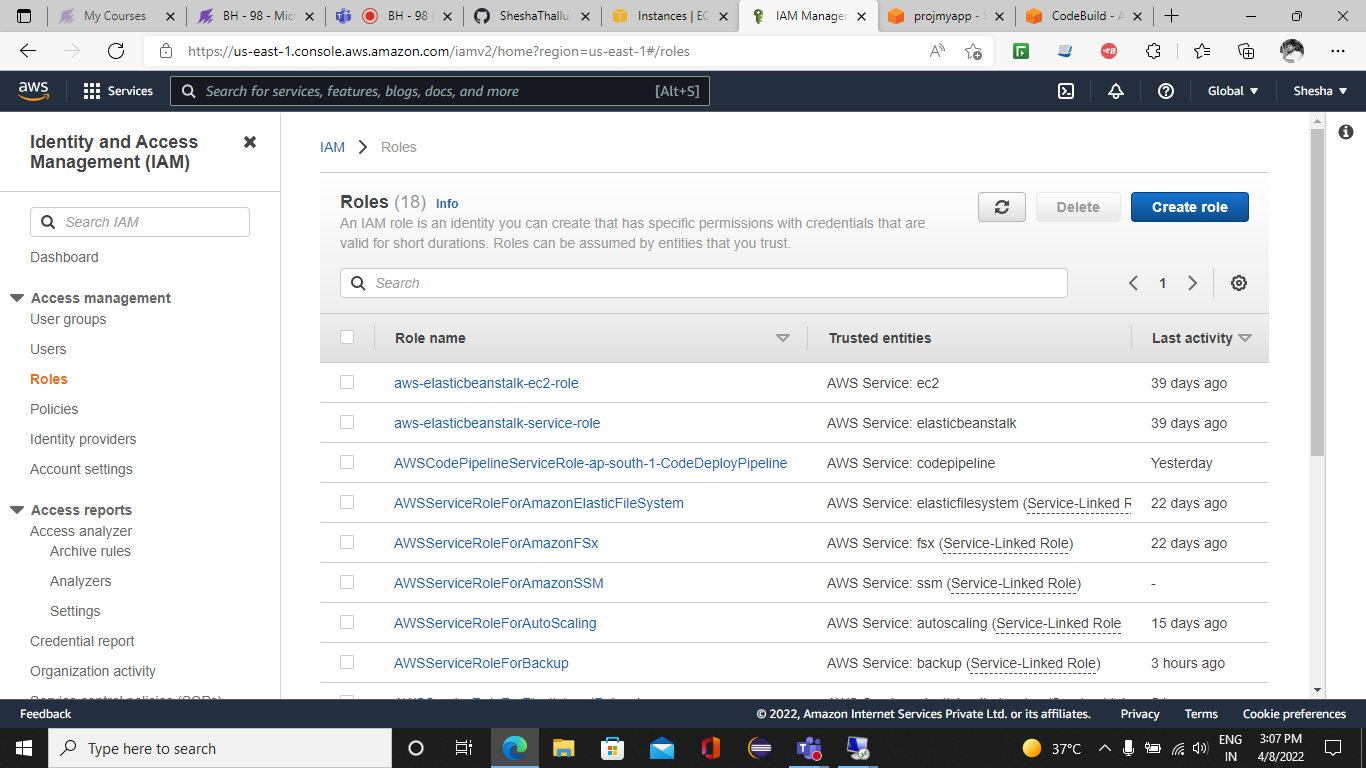 My Courses
BH - 98 - Mic
BH - 98
SheshaThallu
Instances | EC
IAM Manager
projmyapp - S
CodeBuild - A
https://us-east-1.console.aws.amazon.com/iamv2/home?region=us-east-1#/roles
aws
Services
Search for services, features, blogs, docs, and more
[Alt+S]
Global
Shesha
Identity and Access
Management (IAM)
Search IAM
Dashboard
Access management
User groups
Users
Roles
Policies
Identity providers
Account settings
Access reports
Access analyzer
Archive rules
Analyzers
Settings
Credential report
Organization activity
IAM > Roles
Roles (18) Info
An IAM role is an identity you can create that has specific permissions with credentials that are
valid for short durations. Roles can be assumed by entities that you trust.
Delete
Create role
Search
1
Role name Trusted entities Last activity
aws-elasticbeanstalk-ec2-role AWS Service: ec2 39 days ago
aws-elasticbeanstalk-service-role AWS Service: elasticbeanstalk 39 days ago
AWSCodePipelineServiceRole-ap-south-1-CodeDeployPipeline AWS Service: codepipeline Yesterday
AWSServiceRoleForAmazonElasticFileSystem AWS Service: elasticfilesystem (Service-Linked R 22 days ago
AWSServiceRoleForAmazonFSx AWS Service: fsx (Service-Linked Role) 22 days ago
AWSServiceRoleForAmazonSSM AWS Service: ssm (Service-Linked Role) -
AWSServiceRoleForAutoScaling AWS Service: autoscaling (Service-Linked Role 15 days ago
AWSServiceRoleForBackup AWS Service: backup (Service-Linked Role) 3 hours ago
Feedback
© 2022, Amazon Internet Services Private Ltd. or its affiliates.
Privacy
Terms
Cookie preferences
Type here to search
37°C
ENG
IN
3:07 PM
4/8/2022